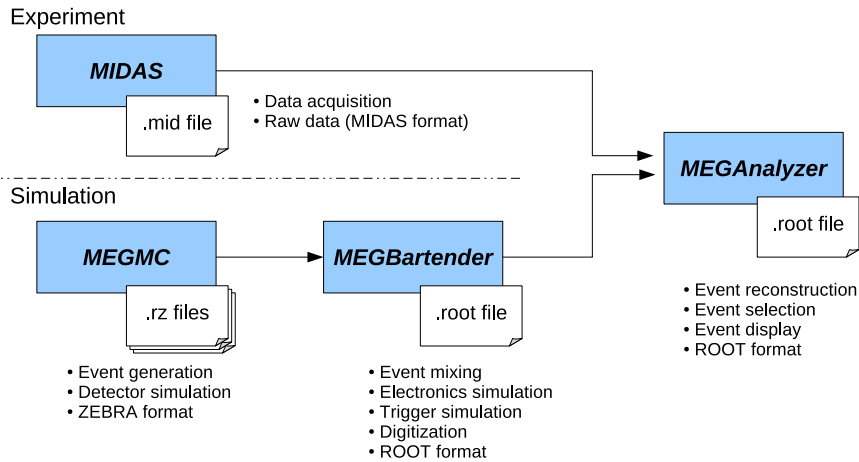 Experiment
MIDAS
.mid file
• Data acquisition
• Raw data (MIDAS format)
MEGAnalyzer
.root file
• Event reconstruction
• Event selection
• Event display
• ROOT format
Simulation
MEGMC
.rz files
• Event generation
• Detector simulation
• ZEBRA format
MEGBartender
.root file
• Event mixing
• Electronics simulation
• Trigger simulation
• Digitization
• ROOT format